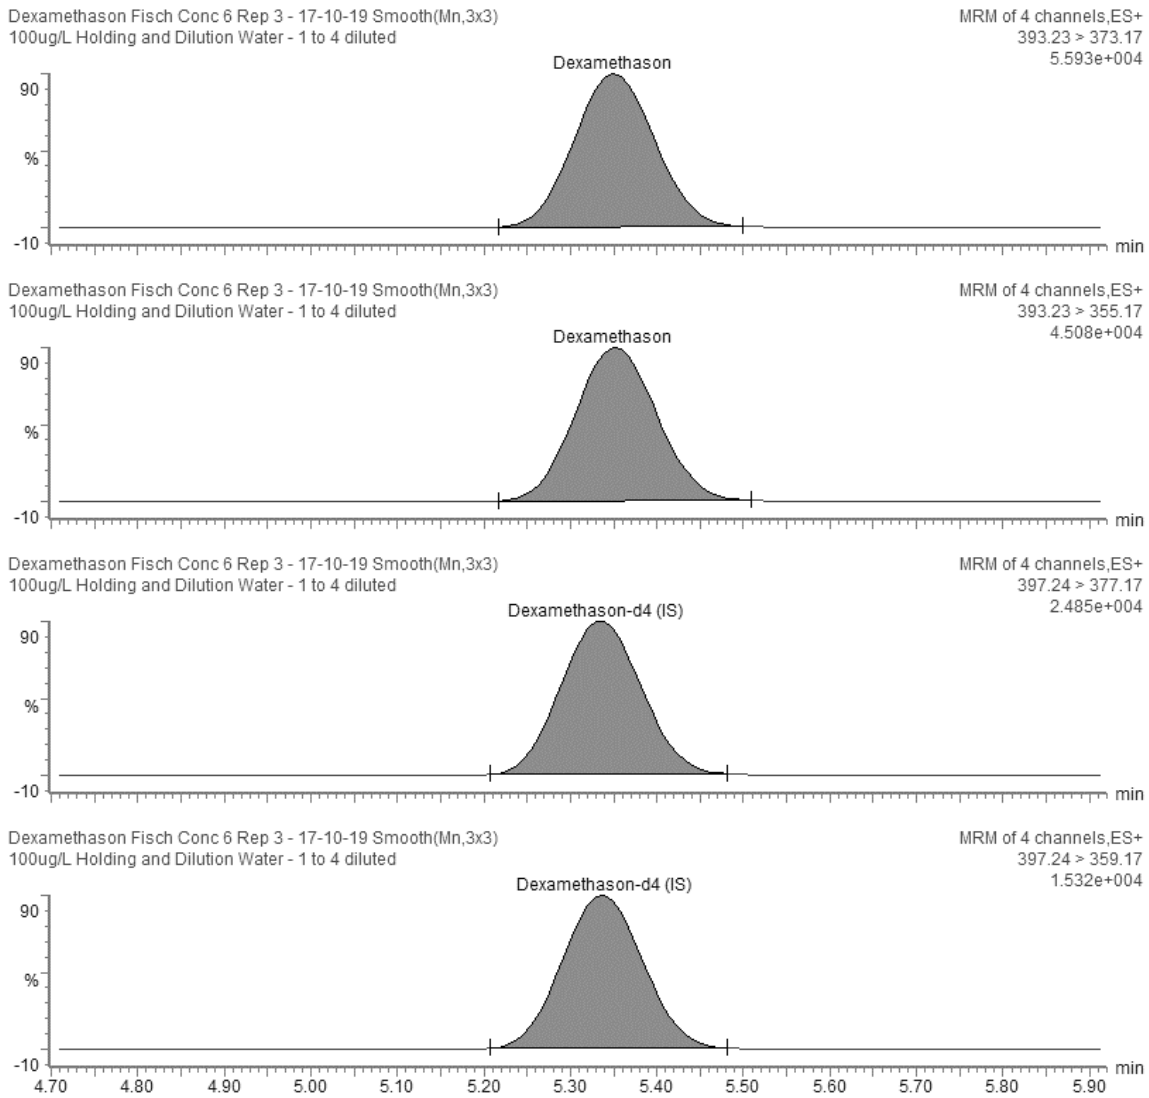 Dexamethason Fisch Conc 6 Rep 3 - 17-10-19 Smooth(Mn,3x3)
MRM of 4 channels,ES+
100ug/L Holding and Dilution Water - 1 to 4 diluted
393.23 > 373.17
5.593e+004
Dexamethason
90
%
-10
min
Dexamethason Fisch Conc 6 Rep 3 - 17-10-19 Smooth(Mn,3x3)
MRM of 4 channels,ES+
100ug/L Holding and Dilution Water - 1 to 4 diluted
393.23 > 355.17
4.508e+004
Dexamethason
90
%
-10
min
Dexamethason Fisch Conc 6 Rep 3 - 17-10-19 Smooth(Mn,3x3)
MRM of 4 channels,ES+
100ug/L Holding and Dilution Water - 1 to 4 diluted
397.24 > 377.17
2.485e+004
Dexamethason-d4 (IS)
90
%
-10
min
Dexamethason Fisch Conc 6 Rep 3 - 17-10-19 Smooth(Mn,3x3)
MRM of 4 channels,ES+
100ug/L Holding and Dilution Water - 1 to 4 diluted
397.24 > 359.17
1.532e+004
Dexamethason-d4 (IS)
90
%
-10
min
4.70 4.80 4.90 5.00 5.10 5.20 5.30 5.40 5.50 5.60 5.70 5.80 5.90